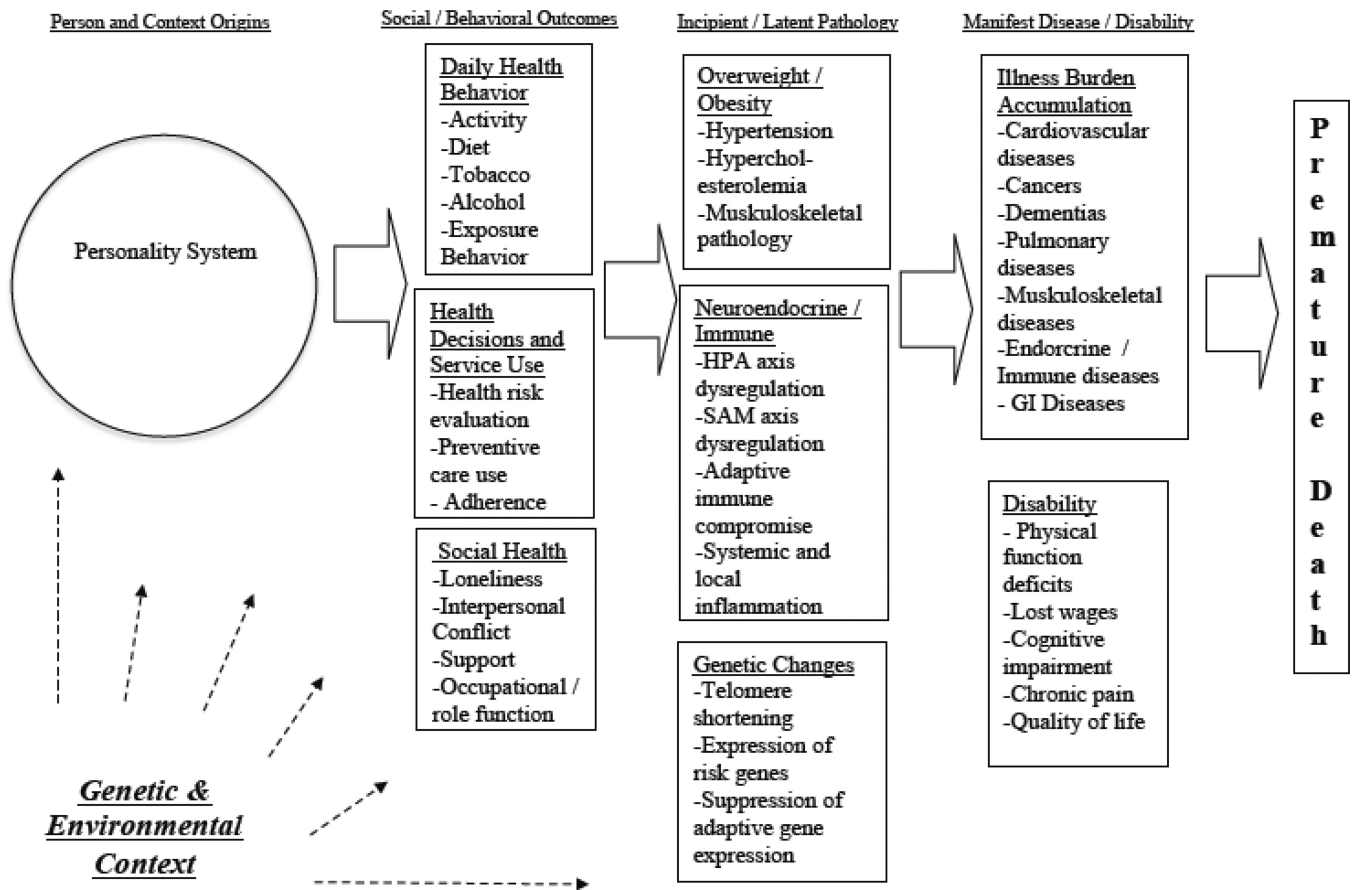 Person and Context Origins
Social / Behavioral Outcomes
Incipient / Latent Pathology
Manifest Disease / Disability
Personality System
Genetic &
Environmental
Context
Daily Health
Behavior
-Activity
-Diet
-Tobacco
-Alcohol
-Exposure
Behavior
Health
Decisions and
Service Use
-Health risk
evaluation
-Preventive
care use
- Adherence
Social Health
-Loneliness
-Interpersonal
Conflict
-Support
-Occupational /
role function
Overweight /
Obesity
-Hypertension
-Hyperchol-
esterolemia
-Muskuloskeletal
pathology
Neuroendocrine /
Immune
-HPA axis
dysregulation
-SAM axis
dysregulation
-Adaptive
immune
compromise
-Systemic and
local
inflammation
Genetic Changes
-Telomere
shortening
-Expression of
risk genes
-Suppression of
adaptive gene
expression
Illness Burden
Accumulation
-Cardiovascular
diseases
-Cancers
-Dementias
-Pulmonary
diseases
-Muskuloskeletal
diseases
-Endorcrine /
Immune diseases
- GI Diseases
Disability
- Physical
function
deficits
-Lost wages
-Cognitive
impairment
-Chronic pain
-Quality of life
Premature Death